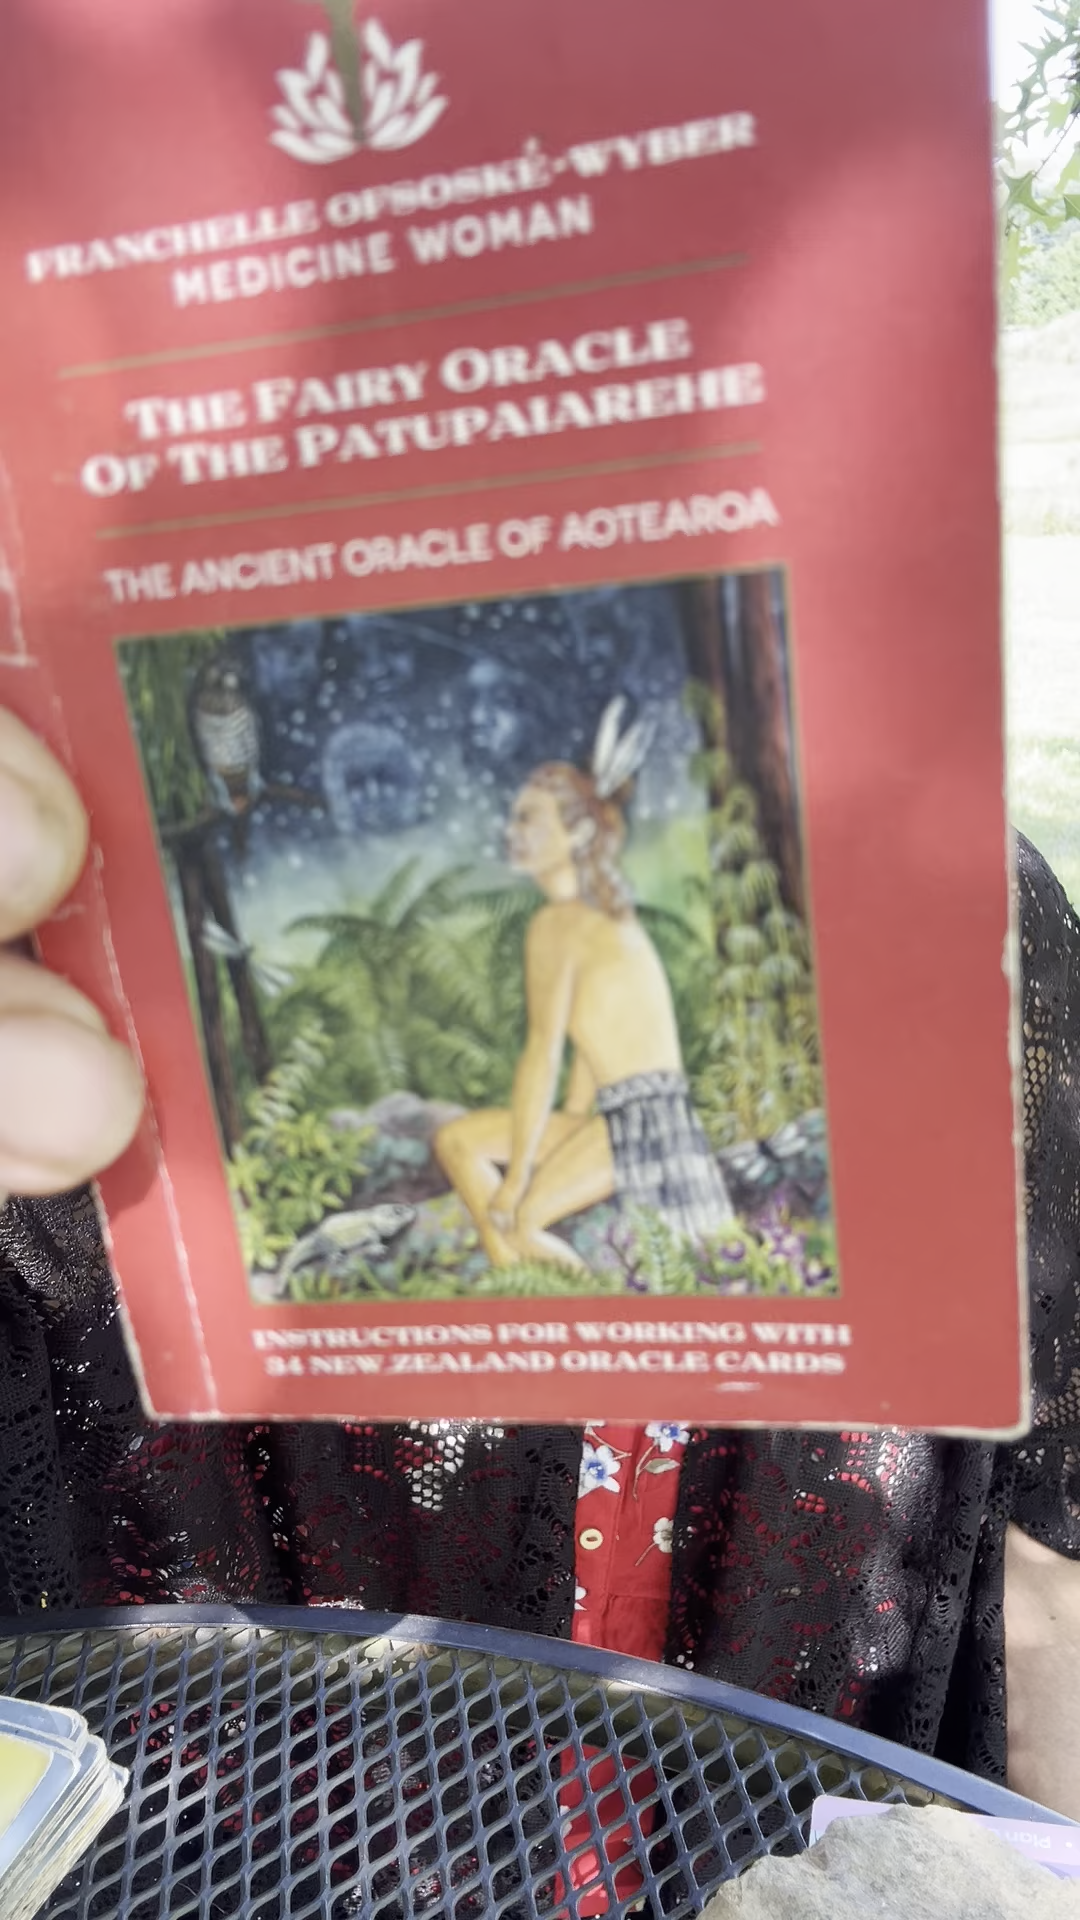 FRANCHELLE OFSOSKÉ-WYBER
MEDICINE WOMAN
THE FAIRY ORACLE
OF THE PATUPAIAREHE
THE ANCIENT ORACLE OF AOTEAROA
INSTRUCTIONS FOR WORKING WITH
34 NEW ZEALAND ORACLE CARDS
Plan